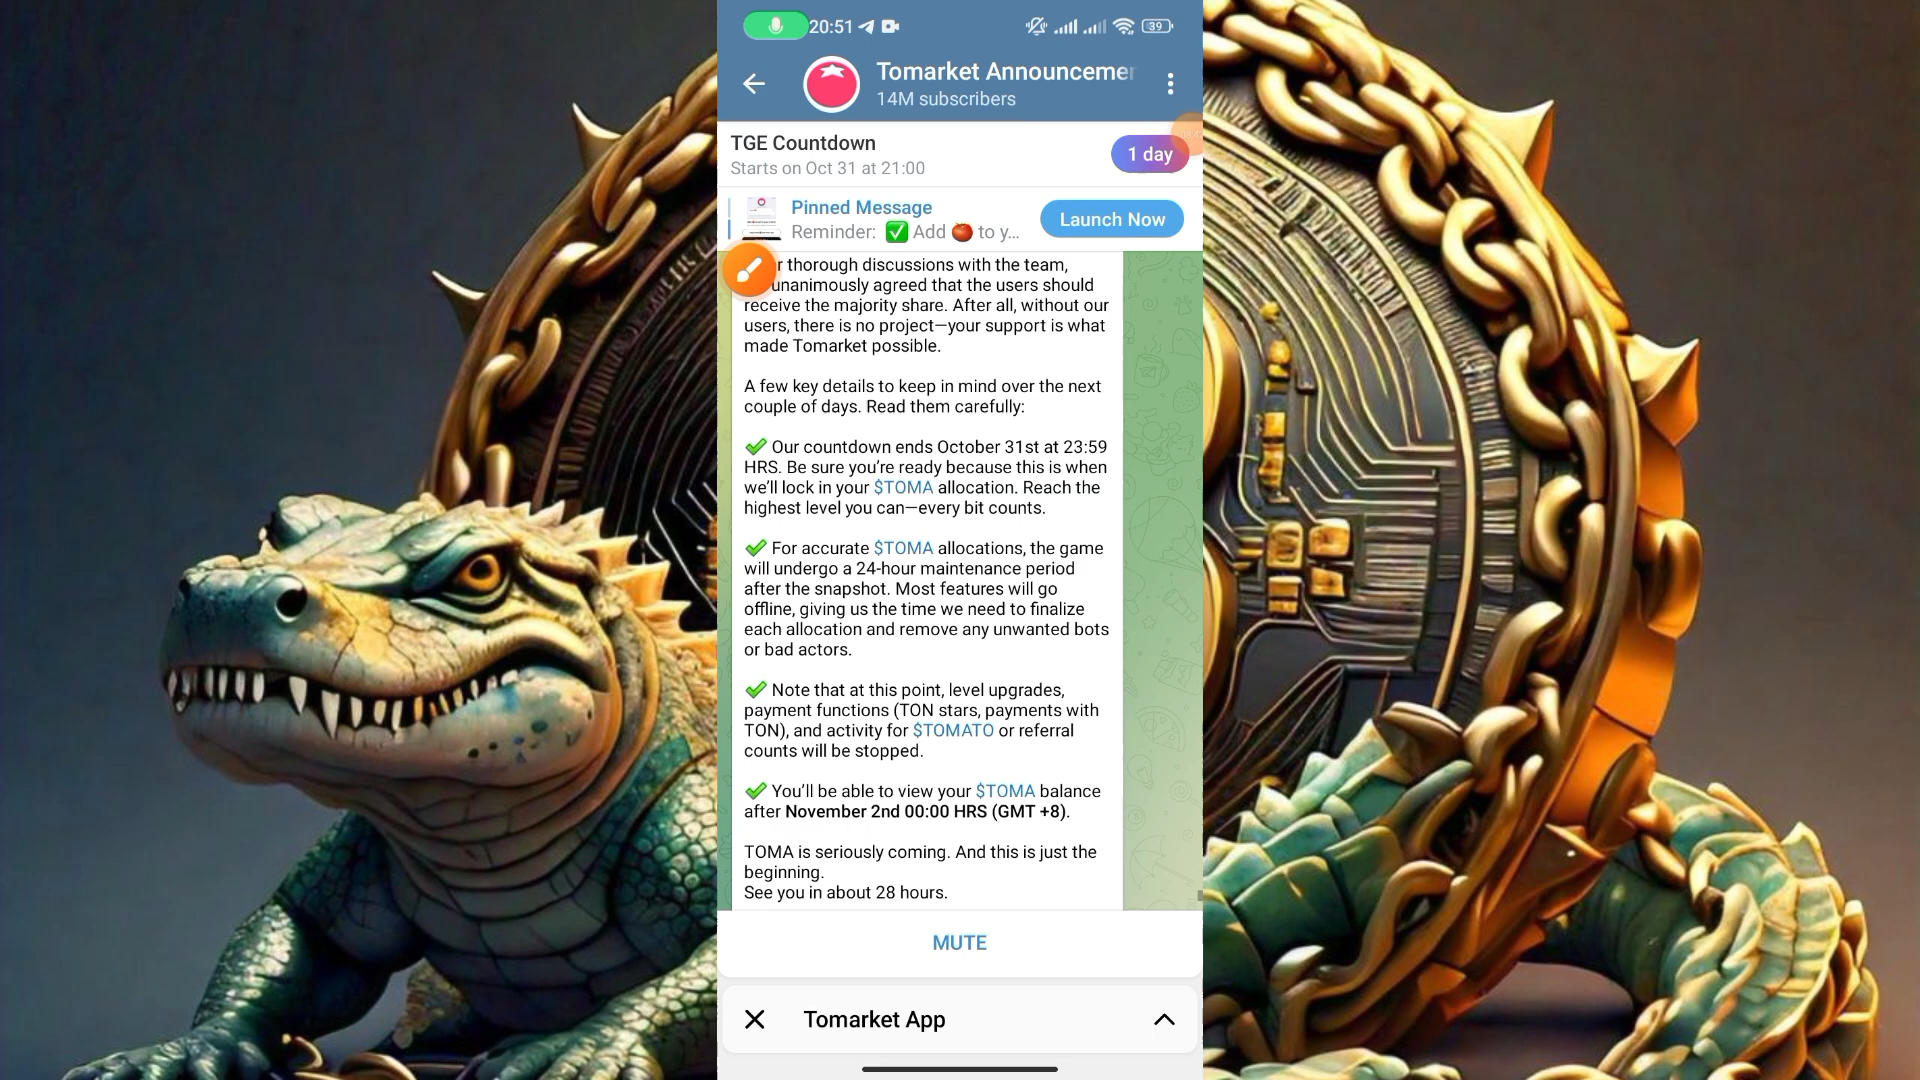 20:51
39
Tomarket Announcemer
14M subscribers
TGE Countdown
Starts on Oct 31 at 21:00
1 day
Pinned Message
Reminder: ✅ Add 🍅 to y...
Launch Now
r thorough discussions with the team,
unanimously agreed that the users should
receive the majority share. After all, without our
users, there is no project—your support is what
made Tomarket possible.
A few key details to keep in mind over the next
couple of days. Read them carefully:
✔ Our countdown ends October 31st at 23:59
HRS. Be sure you’re ready because this is when
we’ll lock in your $TOMA allocation. Reach the
highest level you can—every bit counts.
✔ For accurate $TOMA allocations, the game
will undergo a 24-hour maintenance period
after the snapshot. Most features will go
offline, giving us the time we need to finalize
each allocation and remove any unwanted bots
or bad actors.
✔ Note that at this point, level upgrades,
payment functions (TON stars, payments with
TON), and activity for $TOMATO or referral
counts will be stopped.
✔ You’ll be able to view your $TOMA balance
after November 2nd 00:00 HRS (GMT +8).
TOMA is seriously coming. And this is just the
beginning.
See you in about 28 hours.
MUTE
Tomarket App